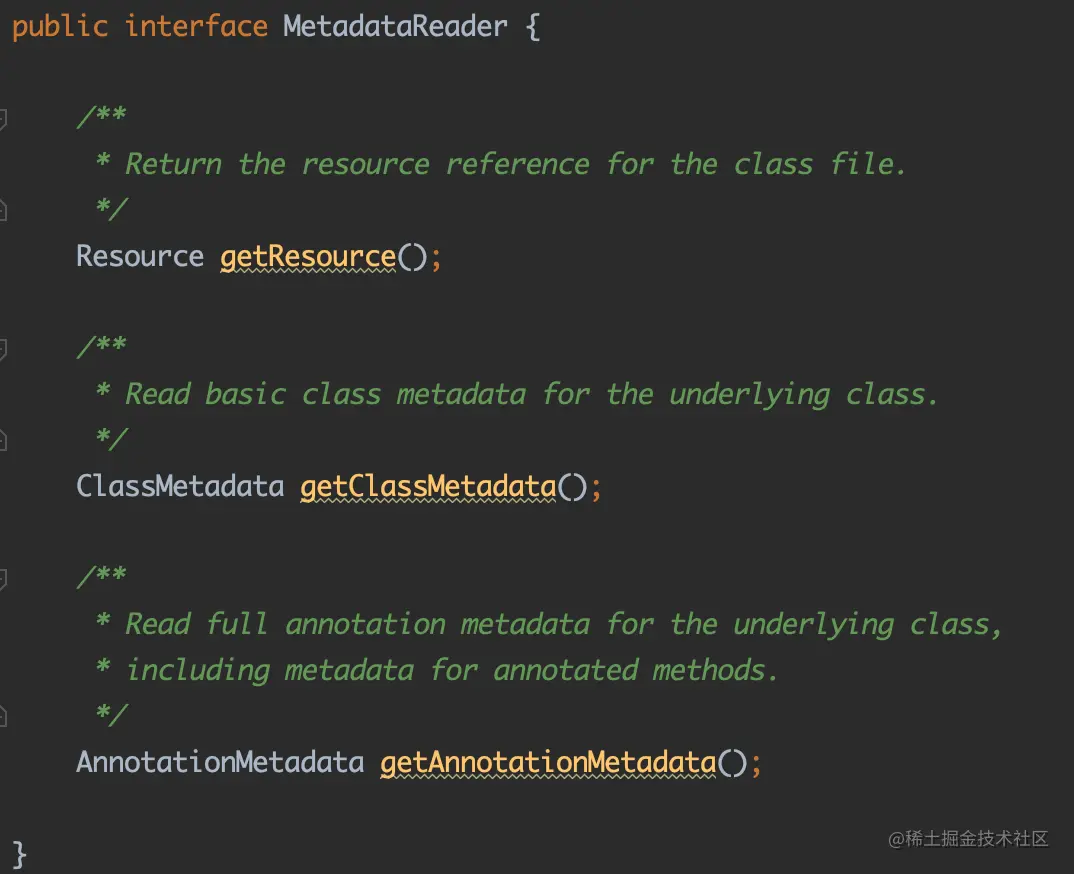 public interface MetadataReader {
/**
* Return the resource reference for the class file.
*/
Resource getResource();
/**
* Read basic class metadata for the underlying class.
*/
ClassMetadata getClassMetadata();
/**
* Read full annotation metadata for the underlying class,
* including metadata for annotated methods.
*/
AnnotationMetadata getAnnotationMetadata();
}
@稀土掘金技术社区